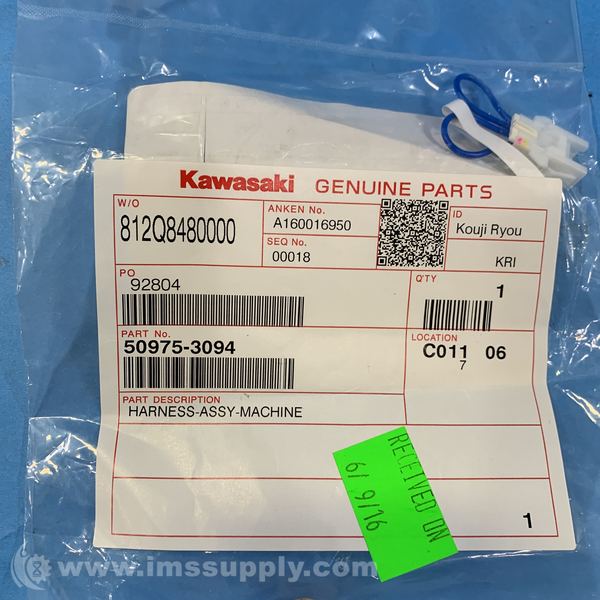 Kawasaki GENUINE PARTS
W/O
812Q8480000
ANKEN No.
A160016950
SEQ No.
00018
ID
Kouji Ryou
KRI
PO
92804
Q'TY
1
PART No.
50975-3094
LOCATION
C011 06
7
PART DESCRIPTION
HARNESS-ASSY-MACHINE
RECEIVED ON
6/9/16
1
www.imssupply.com